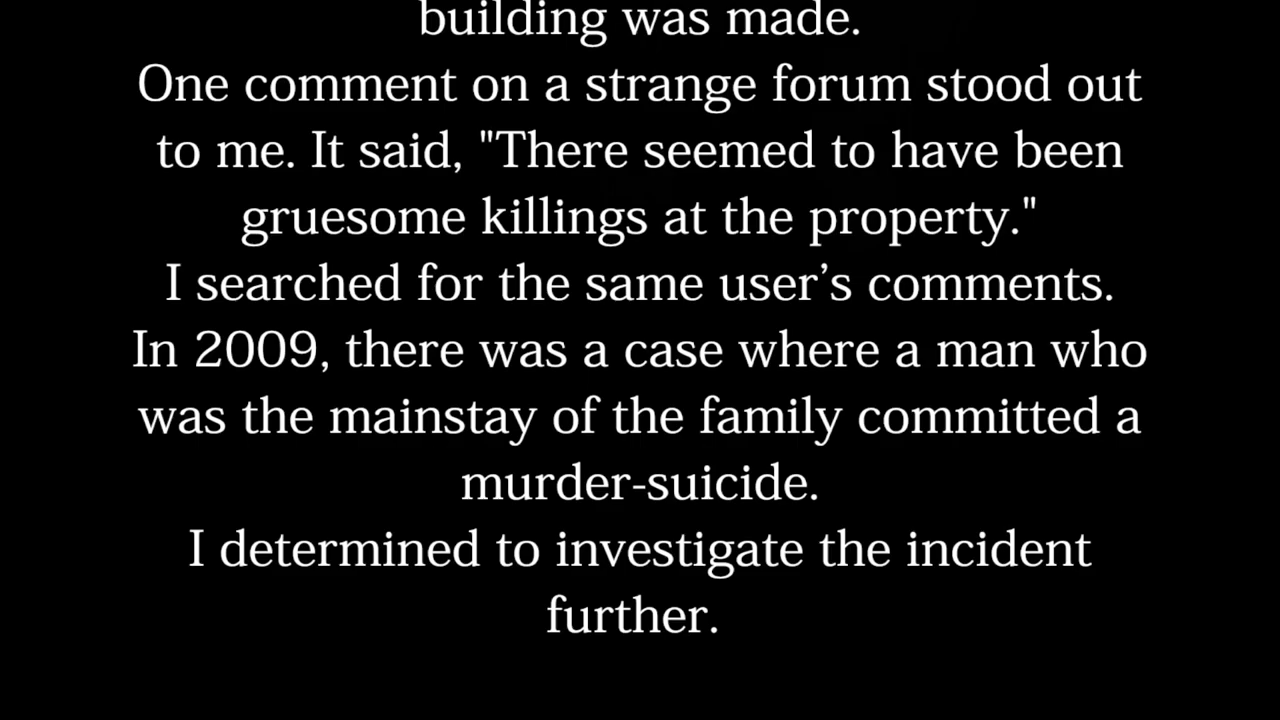 building was made.
One comment on a strange forum stood out
to me. It said, "There seemed to have been
gruesome killings at the property."
I searched for the same user’s comments.
In 2009, there was a case where a man who
was the mainstay of the family committed a
murder-suicide.
I determined to investigate the incident
further.